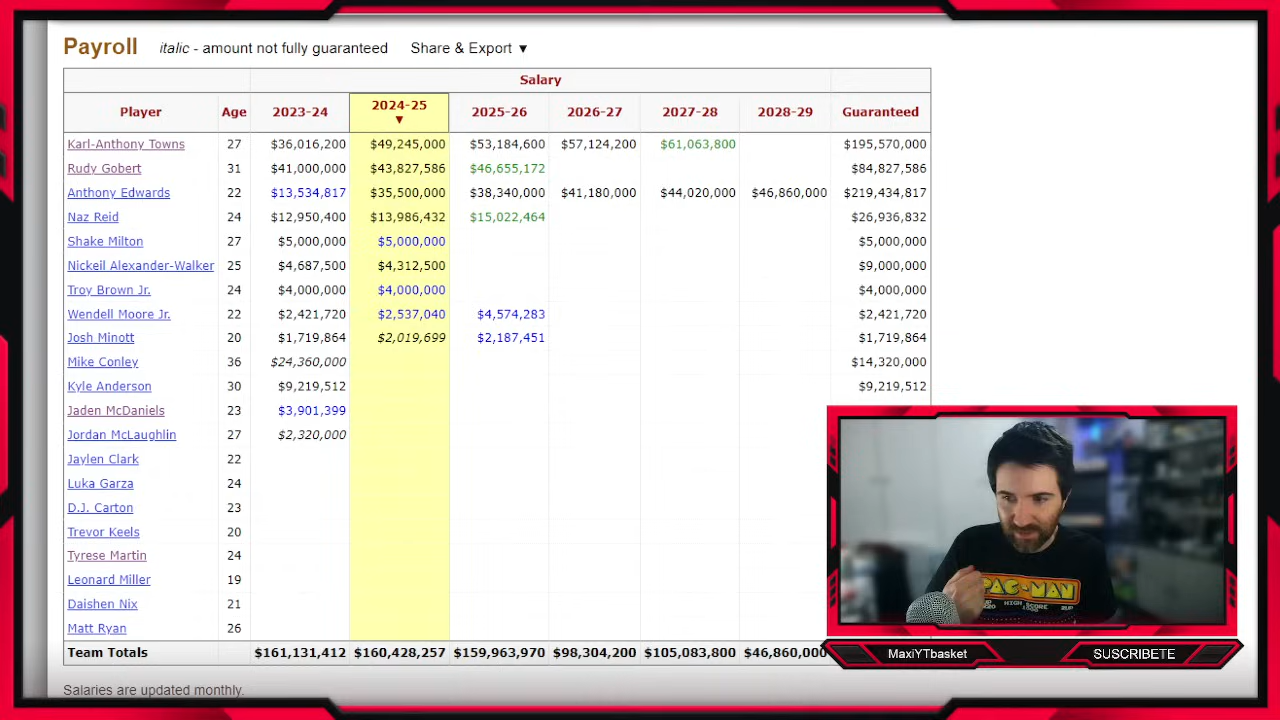 Payroll italic - amount not fully guaranteed Share & Export ▼
Salary
Player Age 2023-24 2024-25 ▼ 2025-26 2026-27 2027-28 2028-29 Guaranteed
Karl-Anthony Towns 27 $36,016,200 $49,245,000 $53,184,600 $57,124,200 $61,063,800 $195,570,000
Rudy Gobert 31 $41,000,000 $43,827,586 $46,655,172 $84,827,586
Anthony Edwards 22 $13,534,817 $35,500,000 $38,340,000 $41,180,000 $44,020,000 $46,860,000 $219,434,817
Naz Reid 24 $12,950,400 $13,986,432 $15,022,464 $26,936,832
Shake Milton 27 $5,000,000 $5,000,000 $5,000,000
Nickeil Alexander-Walker 25 $4,687,500 $4,312,500 $9,000,000
Troy Brown Jr. 24 $4,000,000 $4,000,000 $4,000,000
Wendell Moore Jr. 22 $2,421,720 $2,537,040 $4,574,283 $2,421,720
Josh Minott 20 $1,719,864 $2,019,699 $2,187,451 $1,719,864
Mike Conley 36 $24,360,000 $14,320,000
Kyle Anderson 30 $9,219,512 $9,219,512
Jaden McDaniels 23 $3,901,399
Jordan McLaughlin 27 $2,320,000
Jaylen Clark 22
Luka Garza 24
D.J. Carton 23
Trevor Keels 20
Tyrese Martin 24
Leonard Miller 19
Daishen Nix 21
Matt Ryan 26
Team Totals $161,131,412 $160,428,257 $159,963,970 $98,304,200 $105,083,800 $46,860,000
Salaries are updated monthly.
PAC-MAN
HIGH SCORE
2UP
MaxiYTbasket SUSCRIBETE